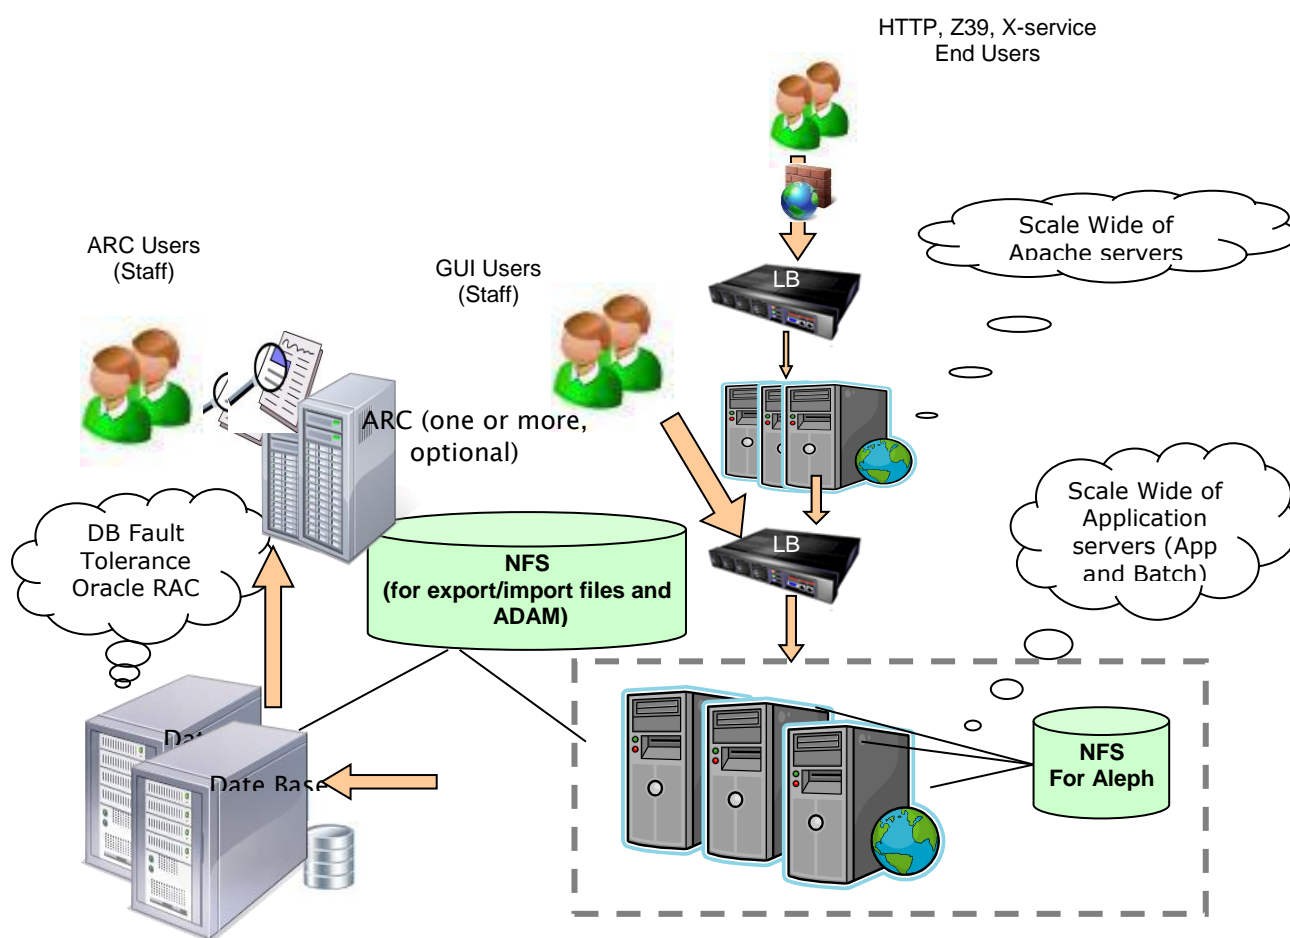 HTTP, Z39, X-service
End Users
Scale Wide of
Apache servers
ARC Users
(Staff)
GUI Users
(Staff)
LB
ARC (one or more,
optional)
Scale Wide of
Application
servers (App
and Batch)
DB Fault
Tolerance
Oracle RAC
LB
NFS
(for export/import files and
ADAM)
NFS
For Aleph
Date Base